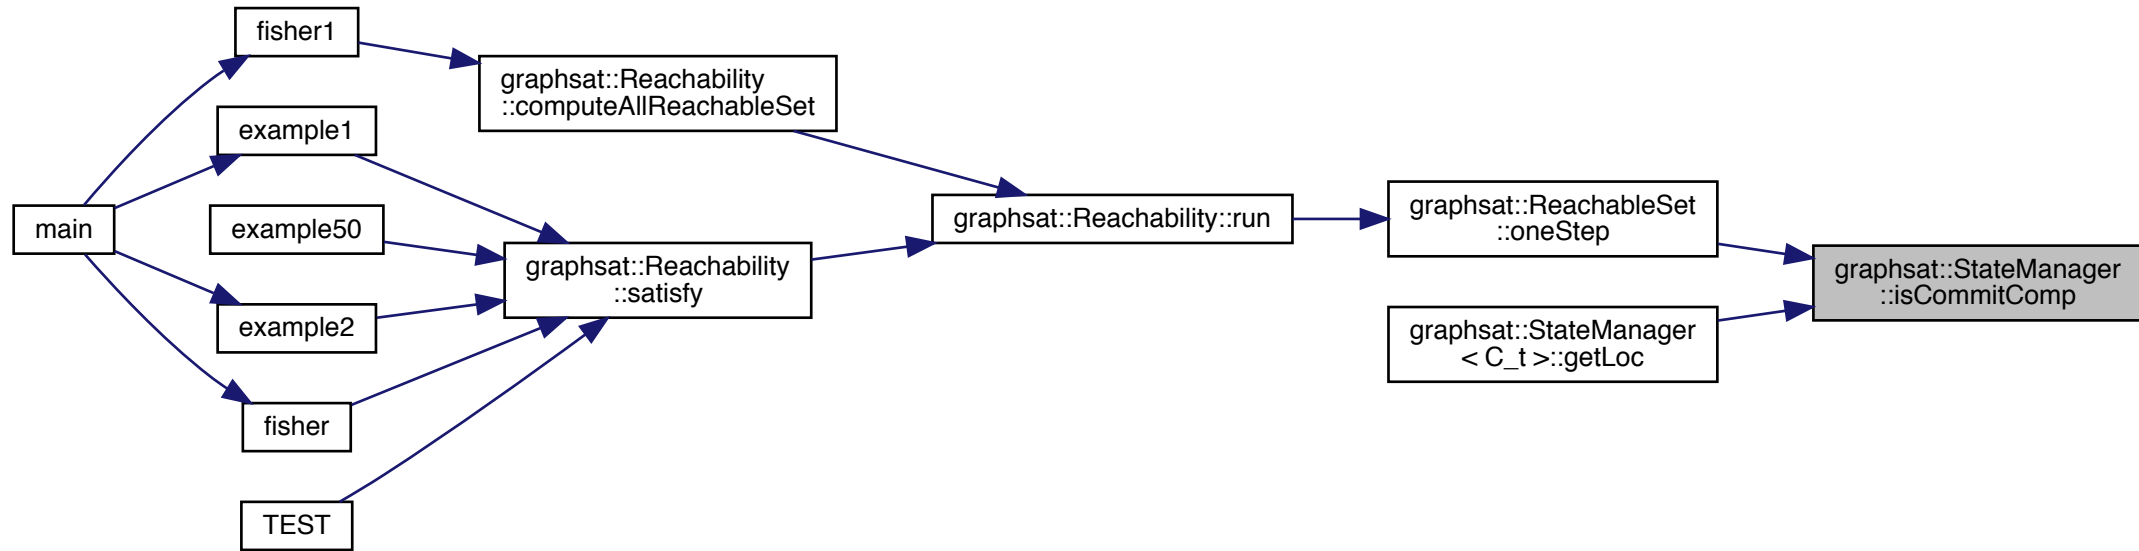 fisher1
graphsat::Reachability
::computeAllReachableSet
example1
main
example50
graphsat::Reachability::run
graphsat::ReachableSet
::oneStep
graphsat::Reachability
::satisfy
graphsat::StateManager
::isCommitComp
example2
graphsat::StateManager
< C_t >::getLoc
fisher
TEST